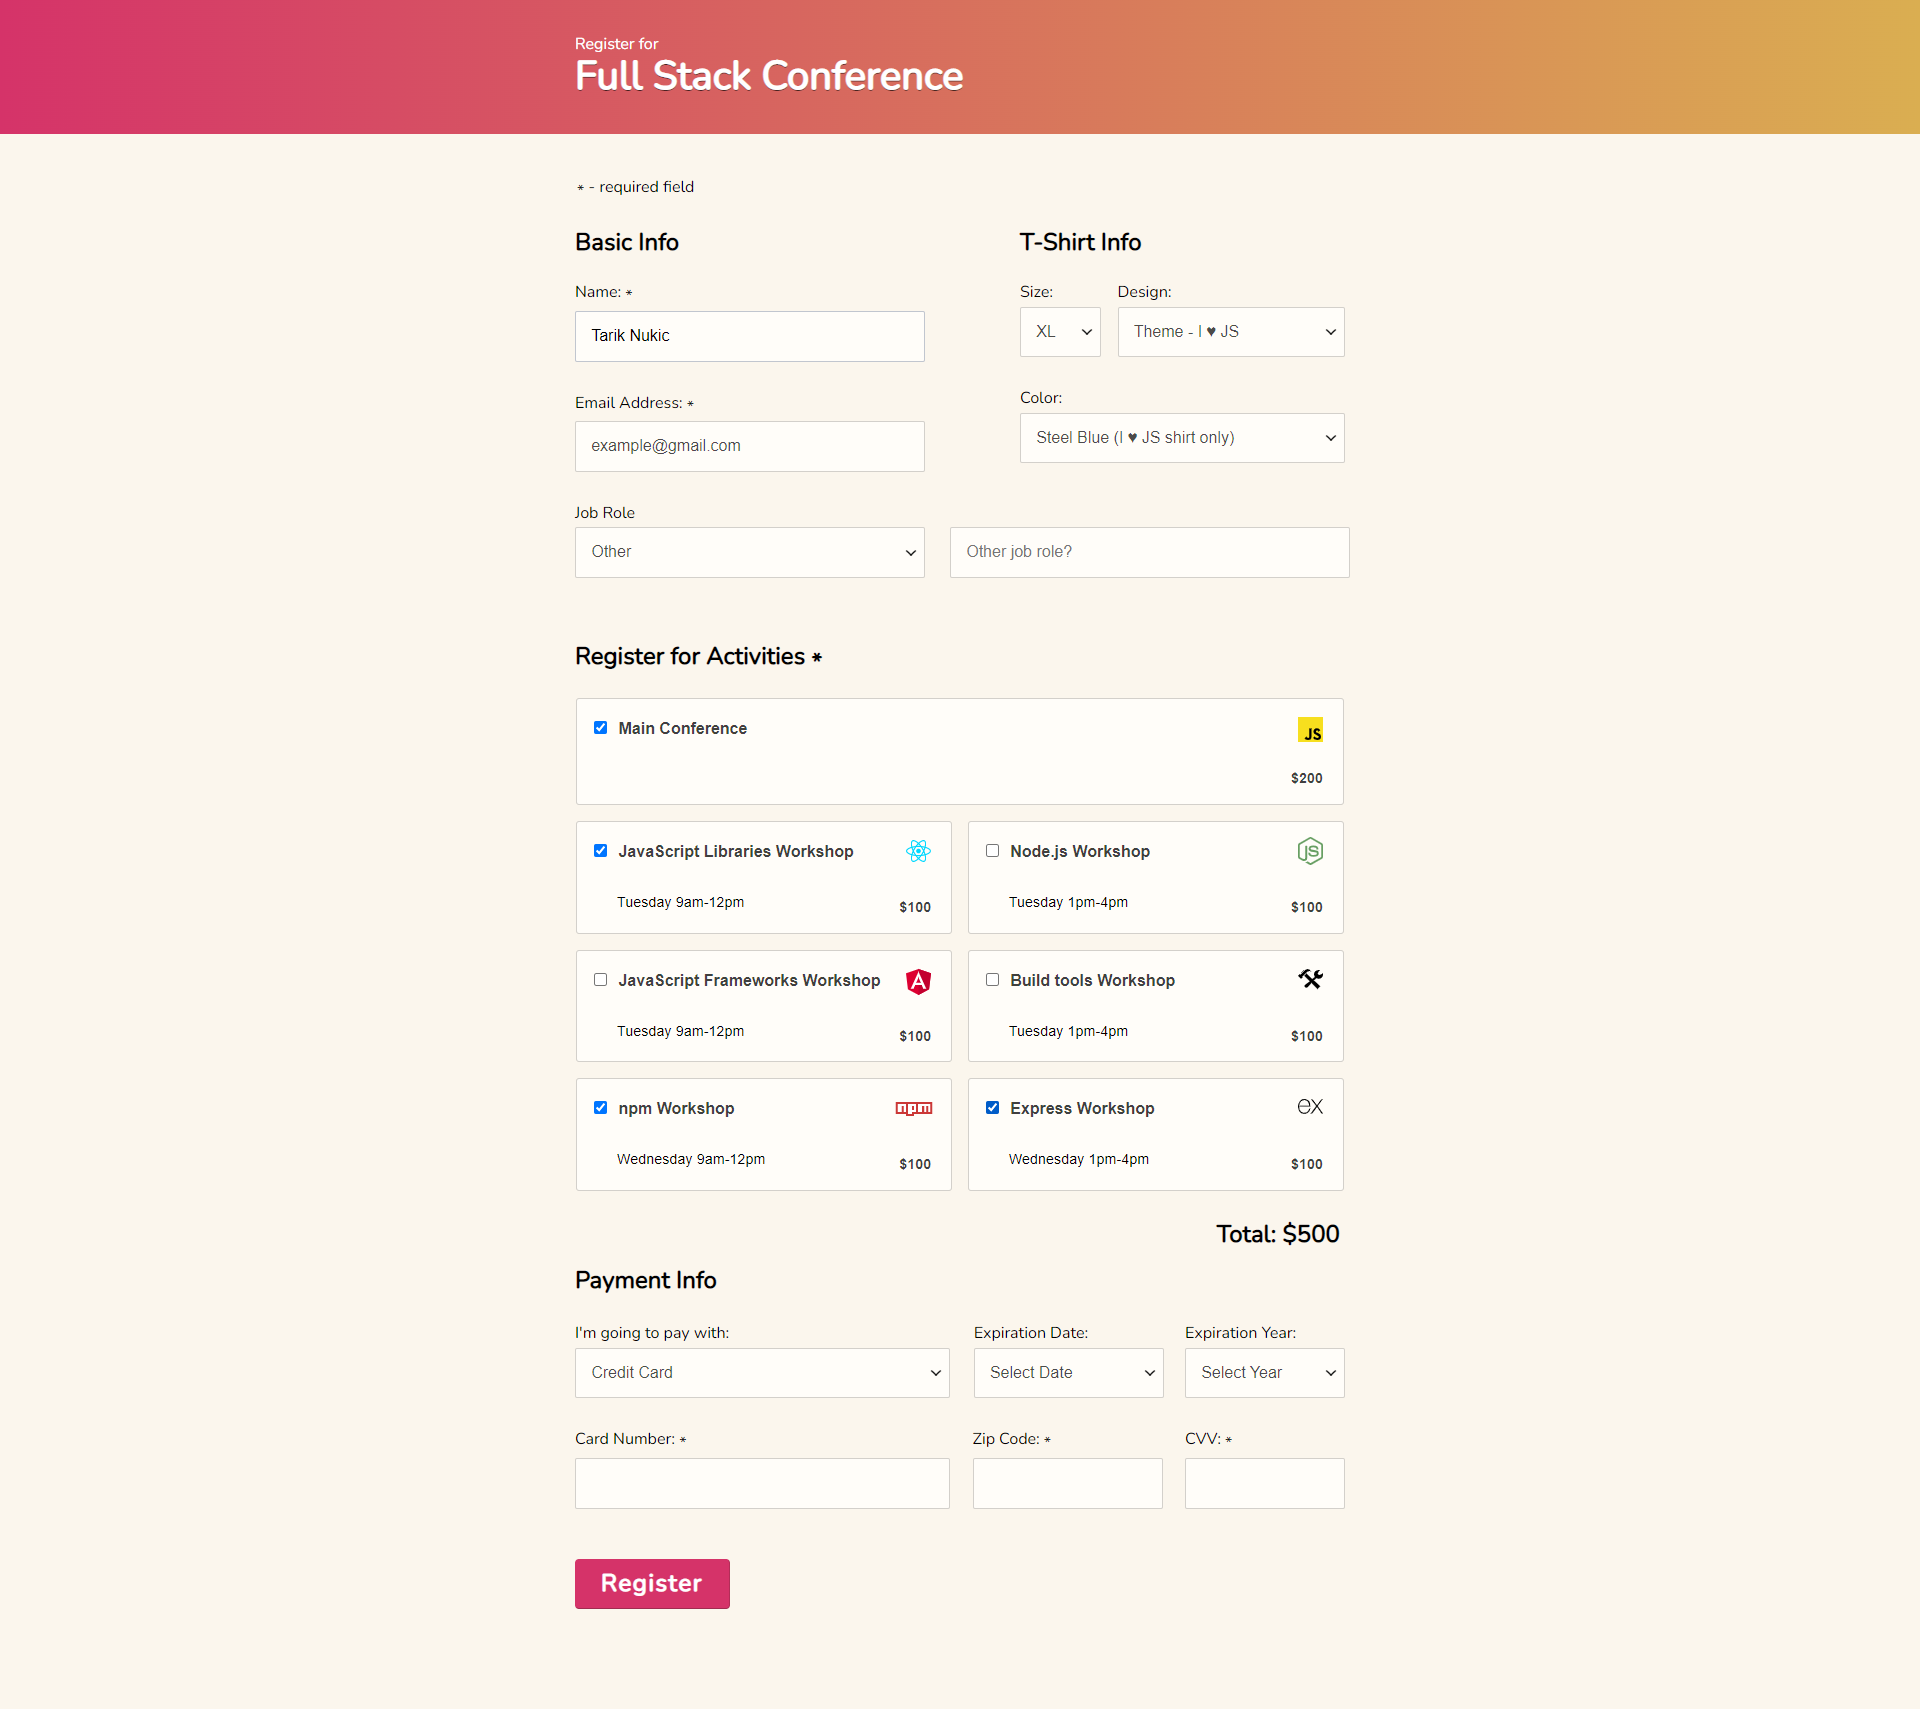 Register for
Full Stack Conference
* - required field
Basic Info
Name: *
Tarik Nukic
Email Address: *
example@gmail.com
Job Role
Other
Other job role?
T-Shirt Info
Size:
XL
Design:
Theme - I ♥ JS
Color:
Steel Blue (I ♥ JS shirt only)
Register for Activities *
Main Conference
JS
$200
JavaScript Libraries Workshop
Tuesday 9am-12pm
$100
Node.js Workshop
JS
Tuesday 1pm-4pm
$100
JavaScript Frameworks Workshop
A
Tuesday 9am-12pm
$100
Build tools Workshop
Tuesday 1pm-4pm
$100
npm Workshop
npm
Wednesday 9am-12pm
$100
Express Workshop
ex
Wednesday 1pm-4pm
$100
Total: $500
Payment Info
I'm going to pay with:
Credit Card
Expiration Date:
Select Date
Expiration Year:
Select Year
Card Number: *
Zip Code: *
CVV: *
Register